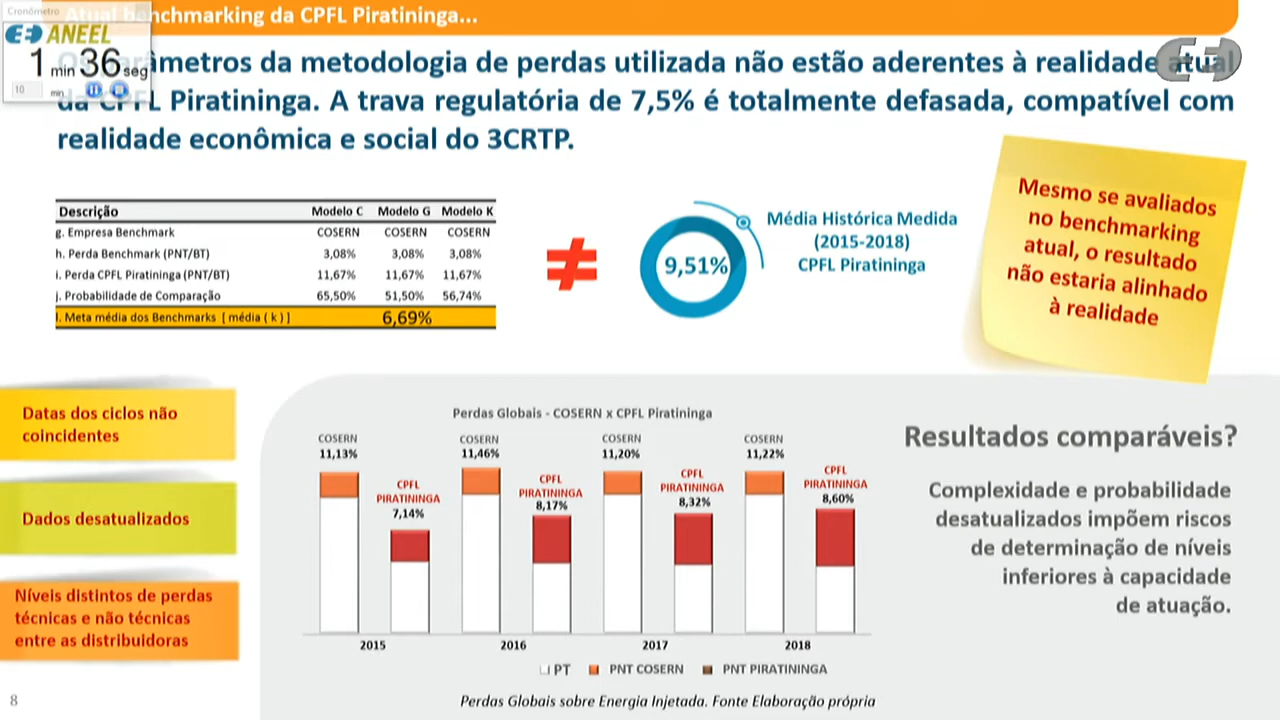 Cronômetro
ANEEL
1 min 36 seg
10 min
Atual benchmarking da CPFL Piratininga...
Os parâmetros da metodologia de perdas utilizada não estão aderentes à realidade atual
da CPFL Piratininga. A trava regulatória de 7,5% é totalmente defasada, compatível com
realidade econômica e social do 3CRTP.
Descrição Modelo C Modelo G Modelo K
g. Empresa Benchmark COSERN COSERN COSERN
h. Perda Benchmark (PNT/BT) 3,08% 3,08% 3,08%
i. Perda CPFL Piratininga (PNT/BT) 11,67% 11,67% 11,67%
j. Probabilidade de Comparação 65,50% 51,50% 56,74%
l. Meta média dos Benchmarks [ média ( k ) ] 6,69%
≠
9,51%
Média Histórica Medida
(2015-2018)
CPFL Piratininga
Mesmo se avaliados
no benchmarking
atual, o resultado
não estaria alinhado
à realidade
Datas dos ciclos não
coincidentes
Dados desatualizados
Níveis distintos de perdas
técnicas e não técnicas
entre as distribuidoras
Perdas Globais - COSERN x CPFL Piratininga
COSERN
11,13%
CPFL
PIRATININGA
7,14%
COSERN
11,46%
CPFL
PIRATININGA
8,17%
COSERN
11,20%
CPFL
PIRATININGA
8,32%
COSERN
11,22%
CPFL
PIRATININGA
8,60%
2015 2016 2017 2018
PT PNT COSERN PNT PIRATININGA
Perdas Globais sobre Energia Injetada. Fonte Elaboração própria
Resultados comparáveis?
Complexidade e probabilidade
desatualizados impõem riscos
de determinação de níveis
inferiores à capacidade
de atuação.
8